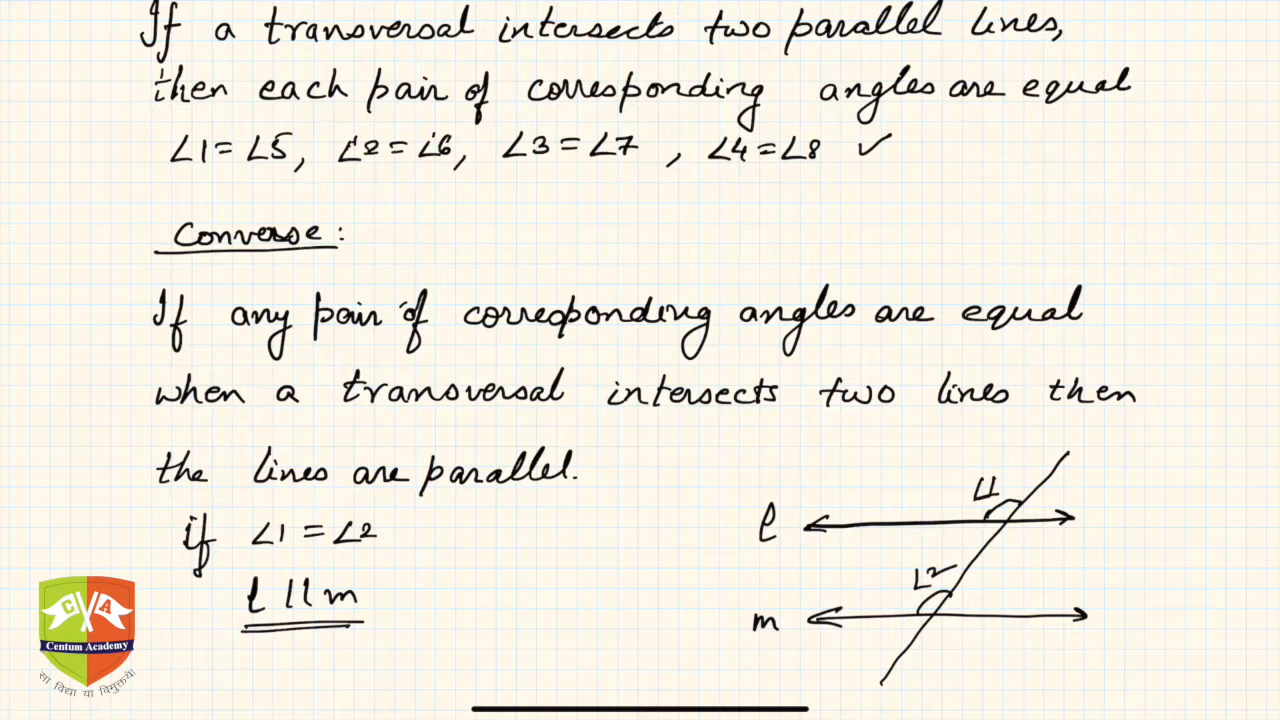 If a transversal intersects two parallel lines,
then each pair of corresponding angles are equal
∠1 = ∠5, ∠2 = ∠6, ∠3 = ∠7, ∠4 = ∠8 ✓
Converse:
If any pair of corresponding angles are equal
when a transversal intersects two lines then
the lines are parallel.
if ∠1 = ∠2
l || m
∠1
l
∠2
m
C A
Centum Academy
सा विद्या या विमुक्तये।